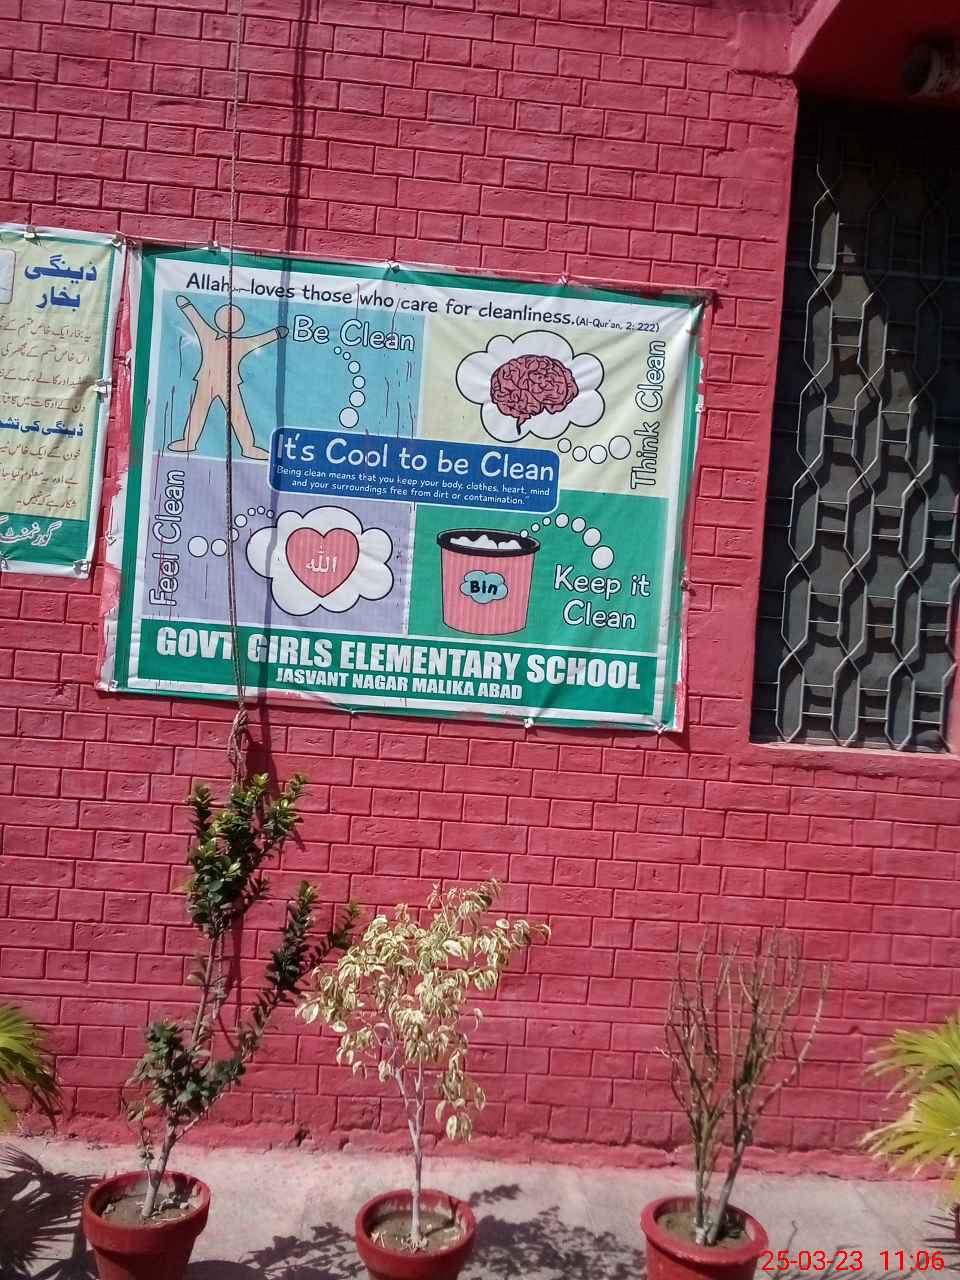 ڈینگی
بخار
ڈینگی کی
Allah loves those who care for cleanliness.(Al-Qur'an, 2: 222)
Be Clean
Think Clean
It's Cool to be Clean
"Being clean means that you keep your body, clothes, heart, mind
and your surroundings free from dirt or contamination."
Feel Clean
الله
Bin
Keep it
Clean
GOVT GIRLS ELEMENTARY SCHOOL
JASVANT NAGAR MALIKA ABAD
25-03-23 11:06